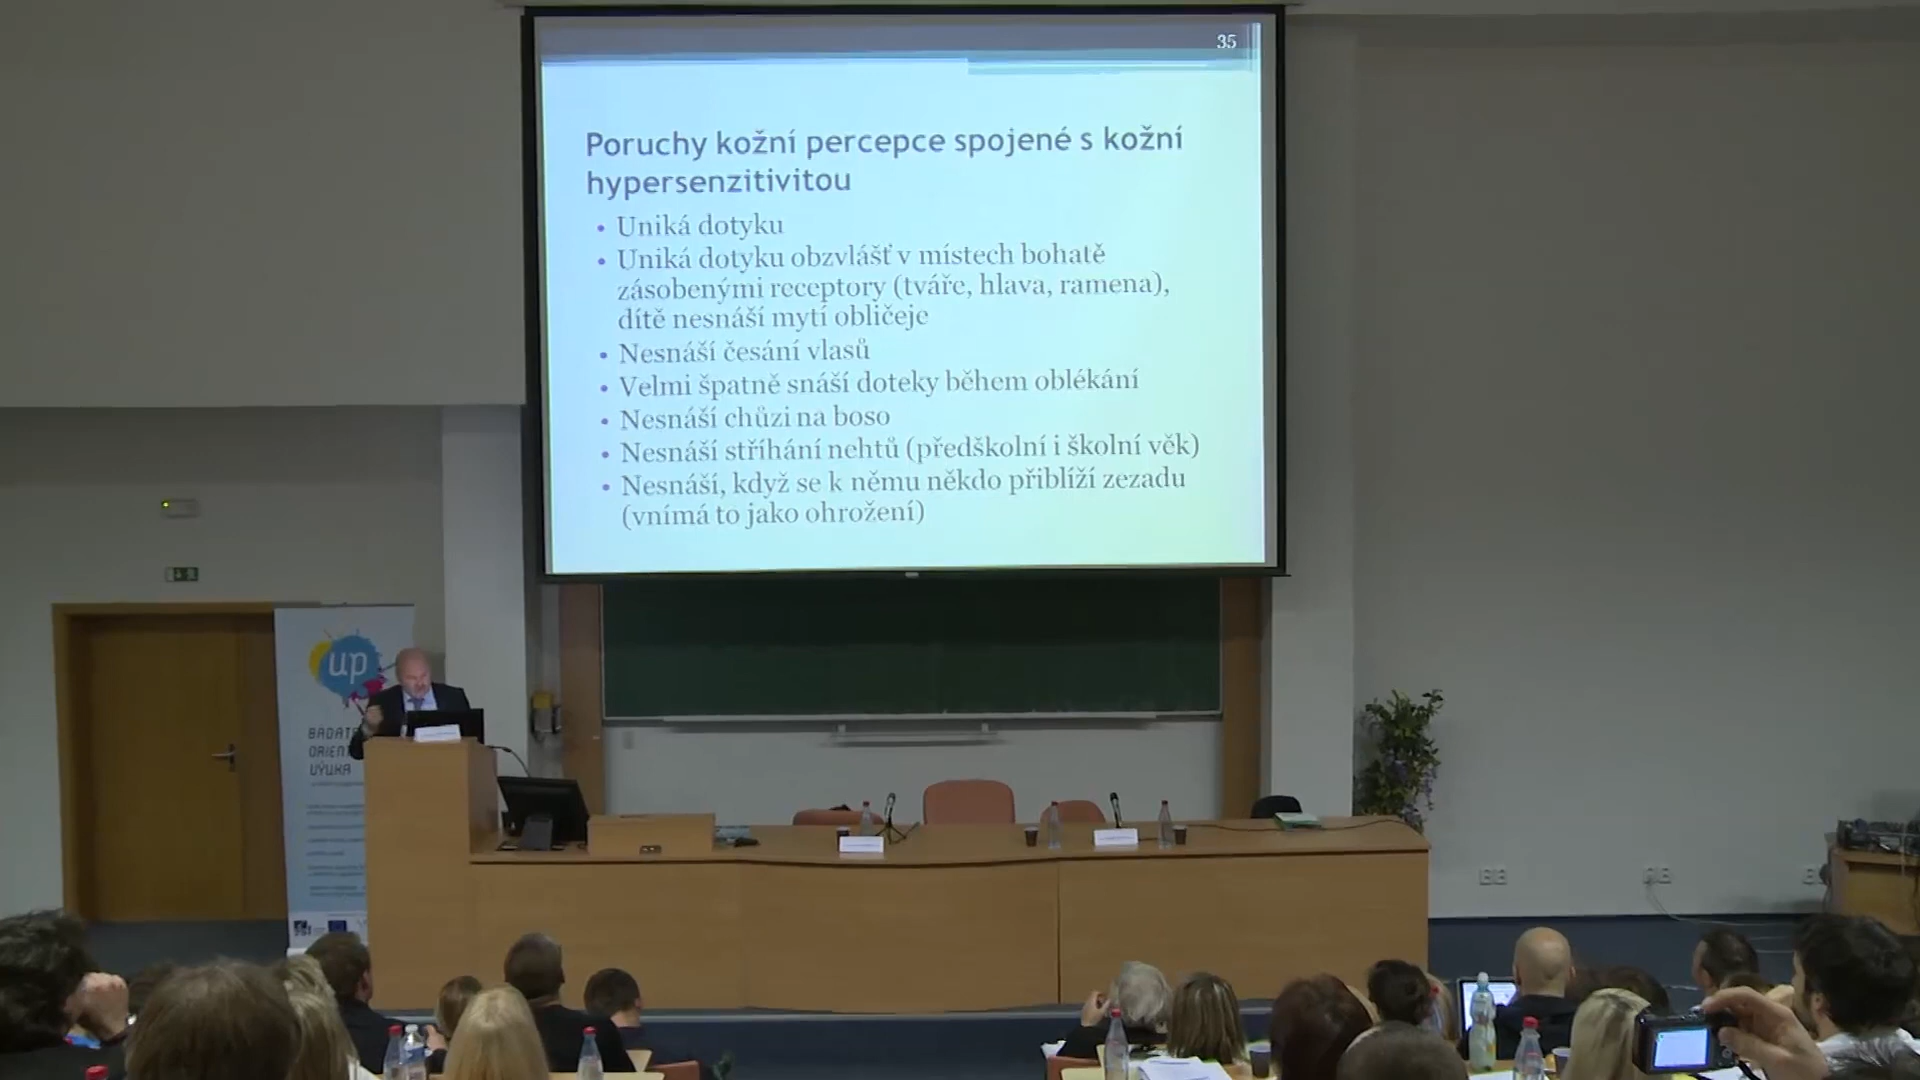 35
Poruchy kožní percepce spojené s kožní
hypersenzitivitou
• Uniká dotyku
• Uniká dotyku obzvlášť v místech bohatě
zásobenými receptory (tváře, hlava, ramena),
dítě nesnáší mytí obličeje
• Nesnáší česání vlasů
• Velmi špatně snáší doteky během oblékání
• Nesnáší chůzi na boso
• Nesnáší stříhání nehtů (předškolní i školní věk)
• Nesnáší, když se k němu někdo přiblíží zezadu
(vnímá to jako ohrožení)
up
VÝUKA